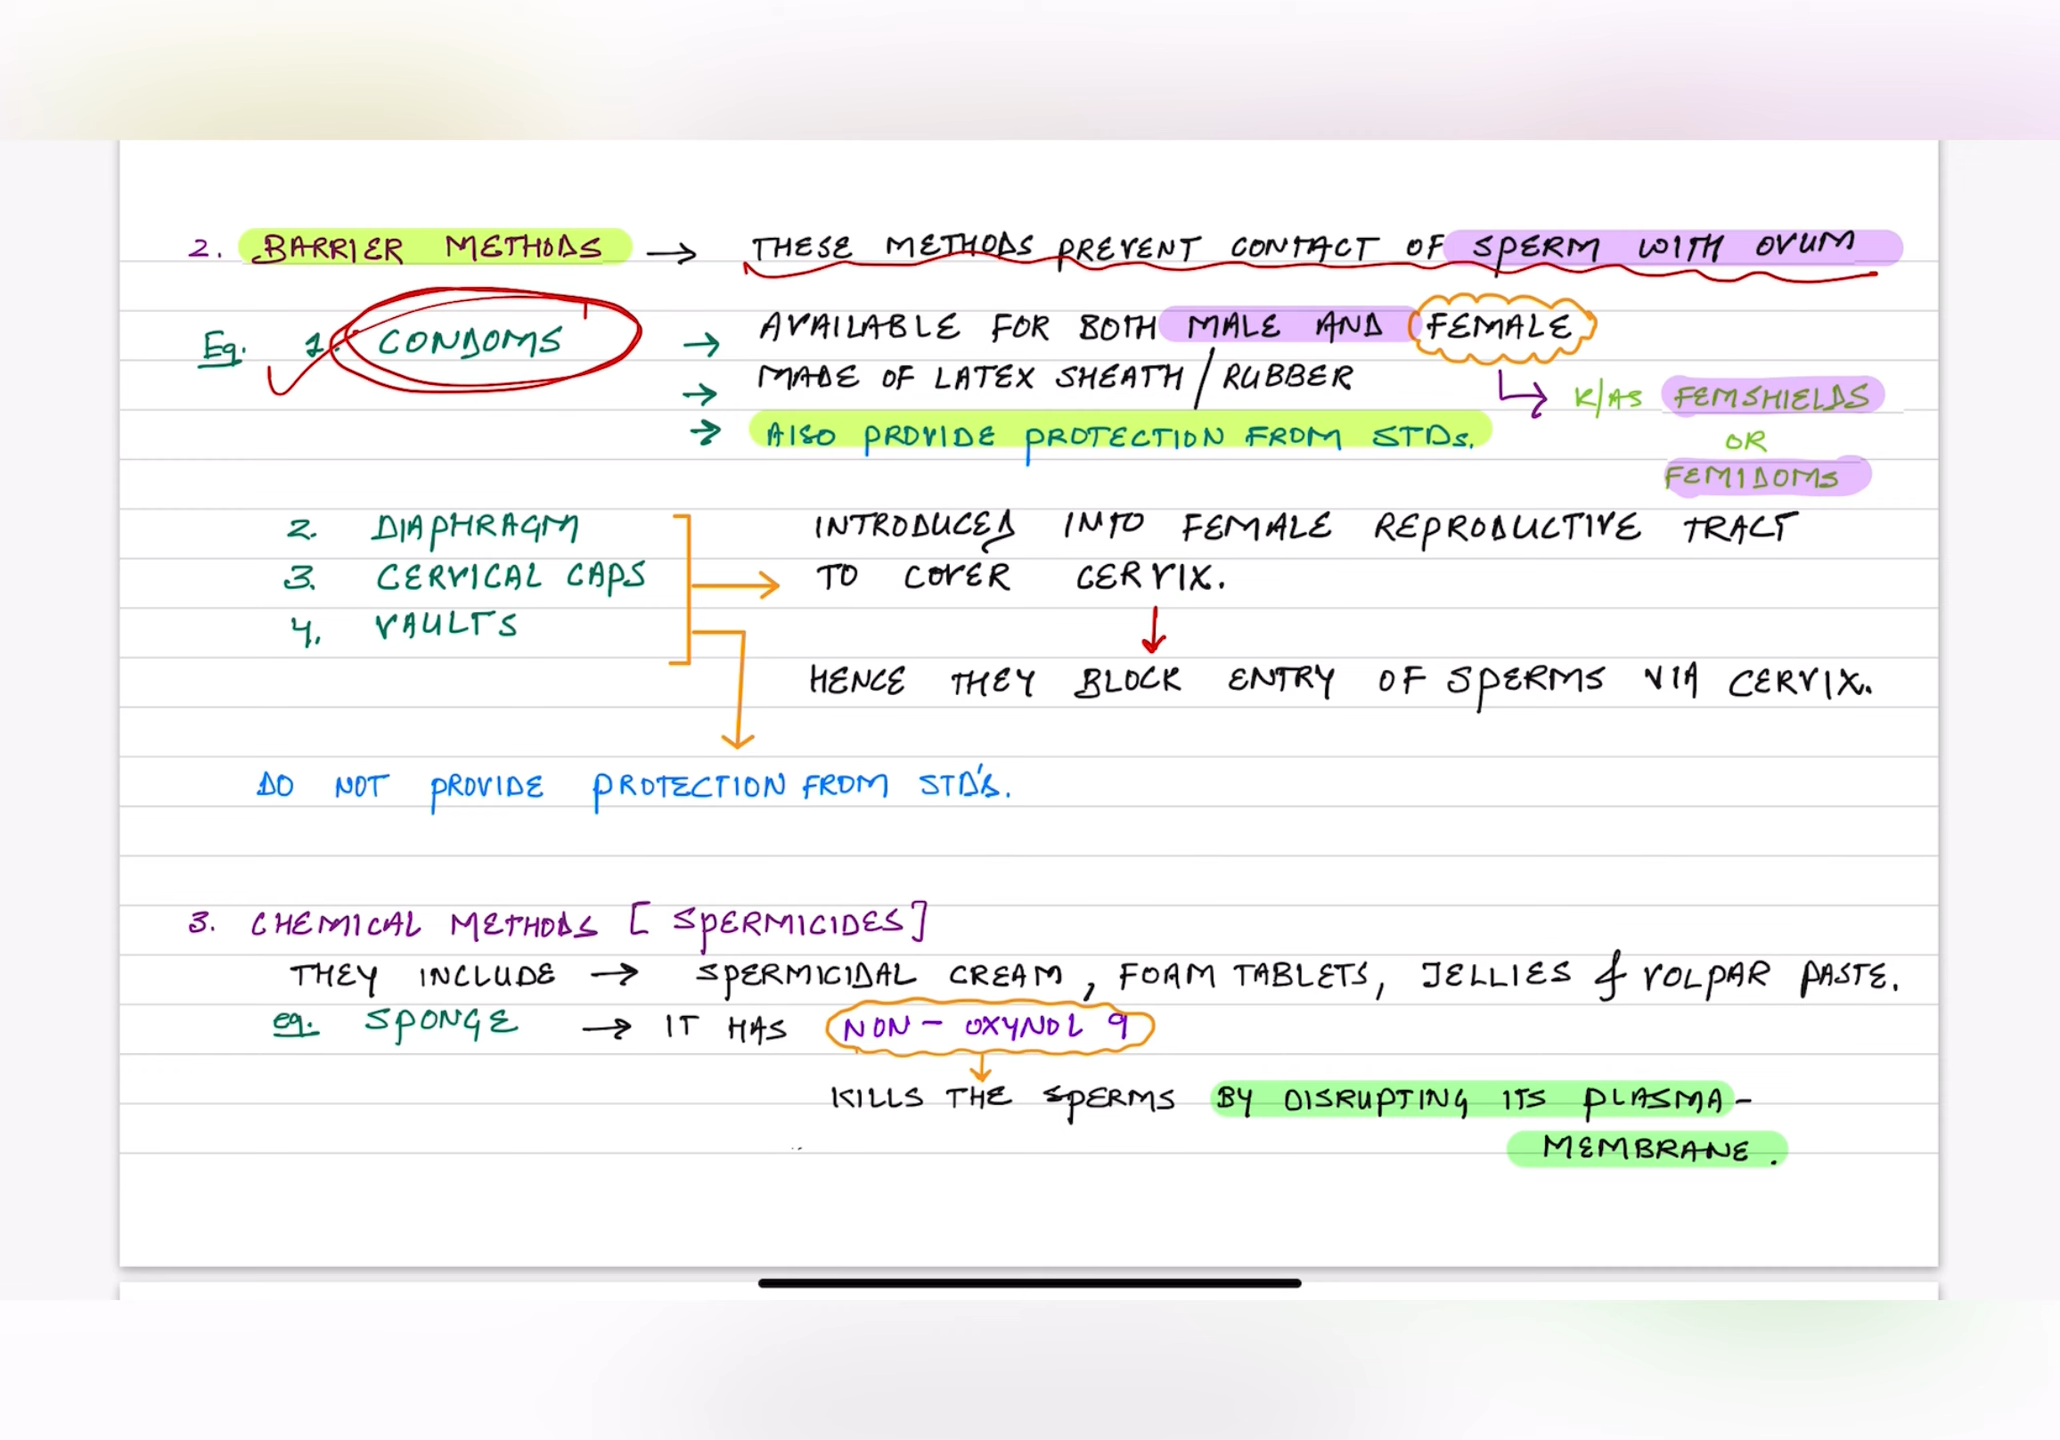 2. BARRIER METHODS → THESE METHODS PREVENT CONTACT OF SPERM WITH OVUM
Eg. 1. CONDOMS → AVAILABLE FOR BOTH MALE AND FEMALE
→ MADE OF LATEX SHEATH / RUBBER
K/AS FEMSHIELDS
→ ALSO PROVIDE PROTECTION FROM STDs.
OR
FEMIDOMS
2. DIAPHRAGM INTRODUCED INTO FEMALE REPRODUCTIVE TRACT
3. CERVICAL CAPS → TO COVER CERVIX.
4. VAULTS
HENCE THEY BLOCK ENTRY OF SPERMS VIA CERVIX.
DO NOT PROVIDE PROTECTION FROM STD'S.
3. CHEMICAL METHODS [ SPERMICIDES ]
THEY INCLUDE → SPERMICIDAL CREAM, FOAM TABLETS, JELLIES & VOLPAR PASTE.
eg. SPONGE → IT HAS NON - OXYNOL 9
KILLS THE SPERMS BY DISRUPTING ITS PLASMA -
MEMBRANE.